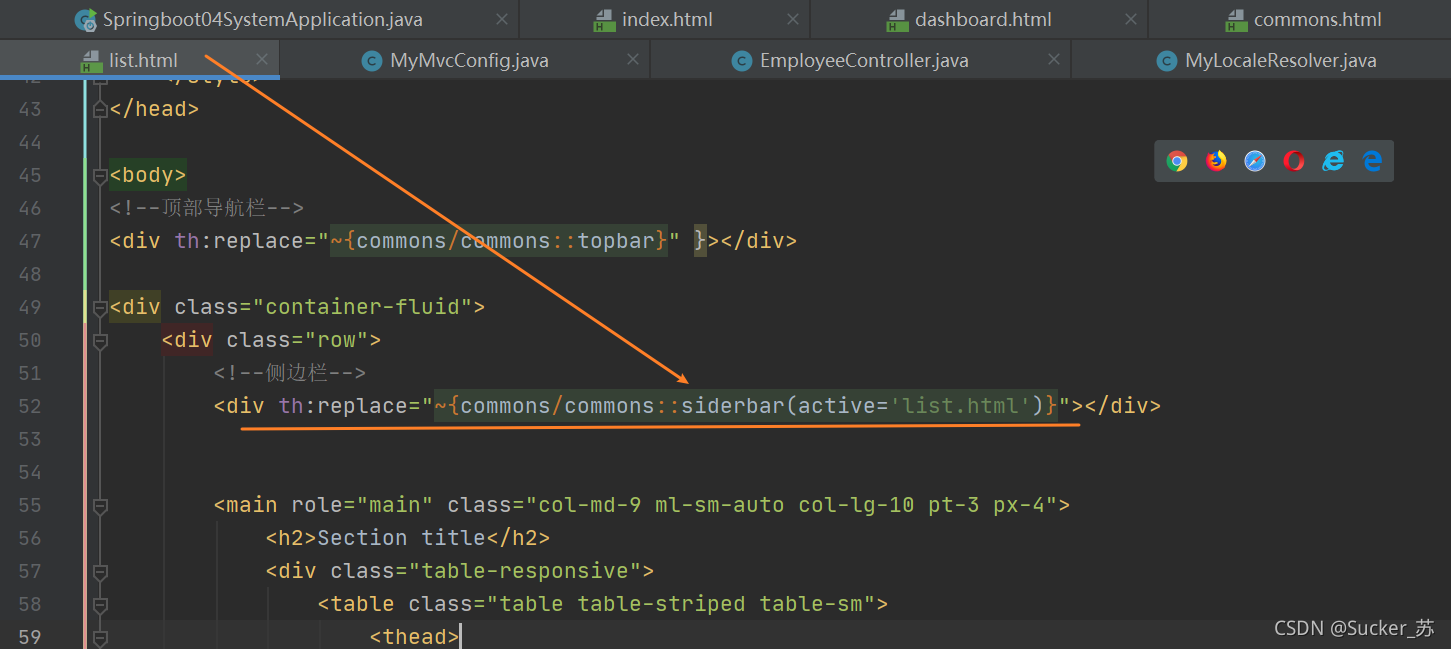 Springboot04SystemApplication.java index.html dashboard.html commons.html
list.html MyMvcConfig.java EmployeeController.java MyLocaleResolver.java
42 </style>
43 </head>
44
45 <body>
46 <!--顶部导航栏-->
47 <div th:replace="~{commons/commons::topbar}" }></div>
48
49 <div class="container-fluid">
50 <div class="row">
51 <!--侧边栏-->
52 <div th:replace="~{commons/commons::siderbar(active='list.html')}"></div>
53
54
55 <main role="main" class="col-md-9 ml-sm-auto col-lg-10 pt-3 px-4">
56 <h2>Section title</h2>
57 <div class="table-responsive">
58 <table class="table table-striped table-sm">
59 <thead>
CSDN @Sucker_苏